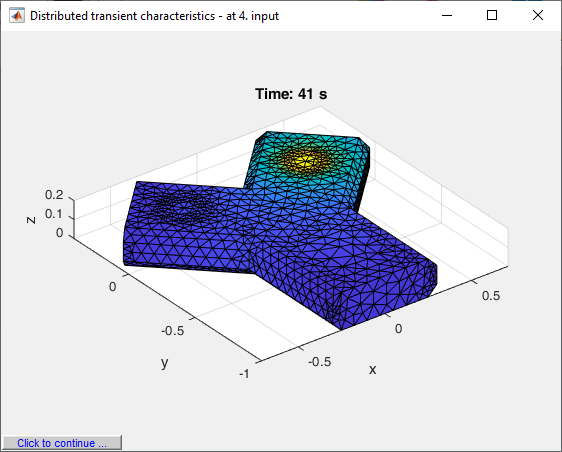 Distributed transient characteristics - at 4. input
Time: 41 s
0.2
0.1
0
z
0
-0.5
-1
y
-0.5
0
0.5
x
Click to continue ...